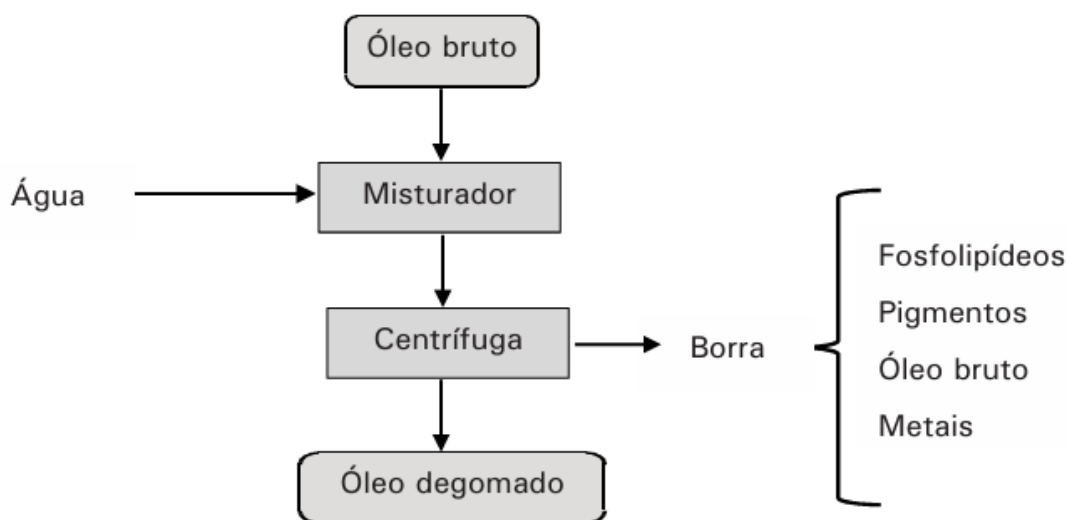 Óleo bruto
Água
Misturador
Centrífuga
Borra
Fosfolipídeos
Pigmentos
Óleo bruto
Metais
Óleo degomado